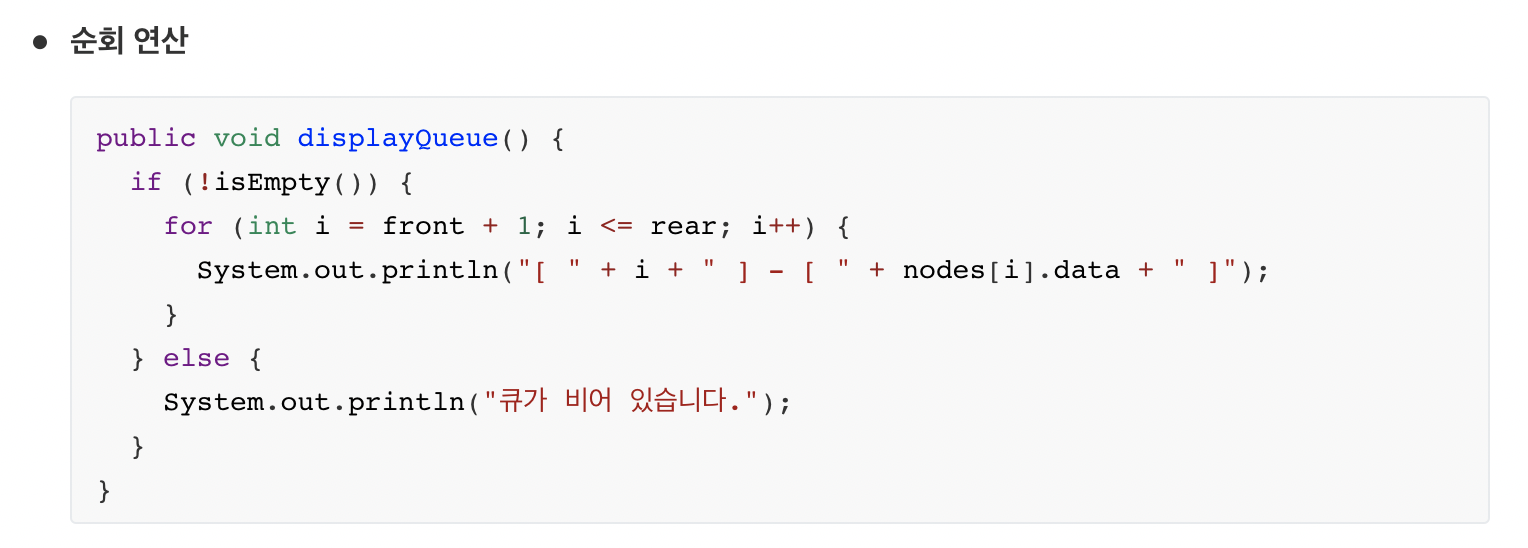 • 순회 연산
public void displayQueue() {
  if (!isEmpty()) {
    for (int i = front + 1; i <= rear; i++) {
      System.out.println("[ " + i + " ] - [ " + nodes[i].data + " ]");
    }
  } else {
    System.out.println("큐가 비어 있습니다.");
  }
}